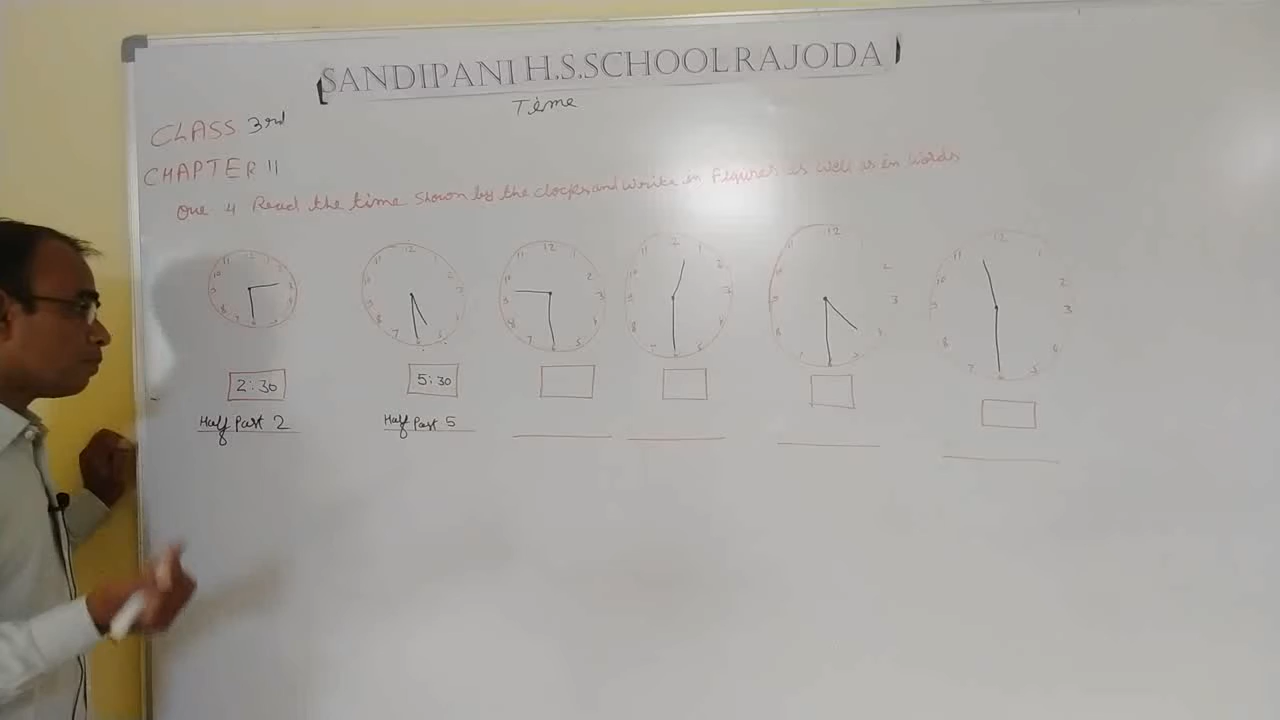 SANDIPANI H.S.SCHOOL RAJODA
Time
CLASS 3rd
CHAPTER 11
Que 4 Read the time shown by the clocks and write in Figures is well as in words
2:30
5:30
Half Past 2
Half Past 5